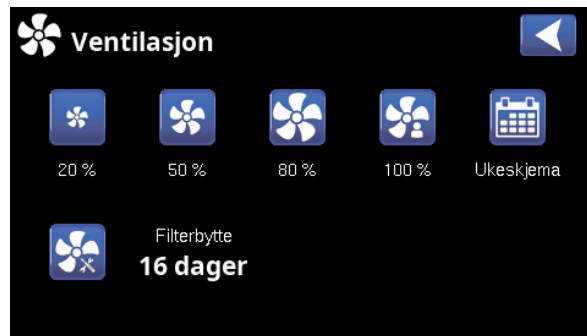 Ventilasjon
20 % 50 % 80 % 100 % Ukeskjema
Filterbytte
16 dager